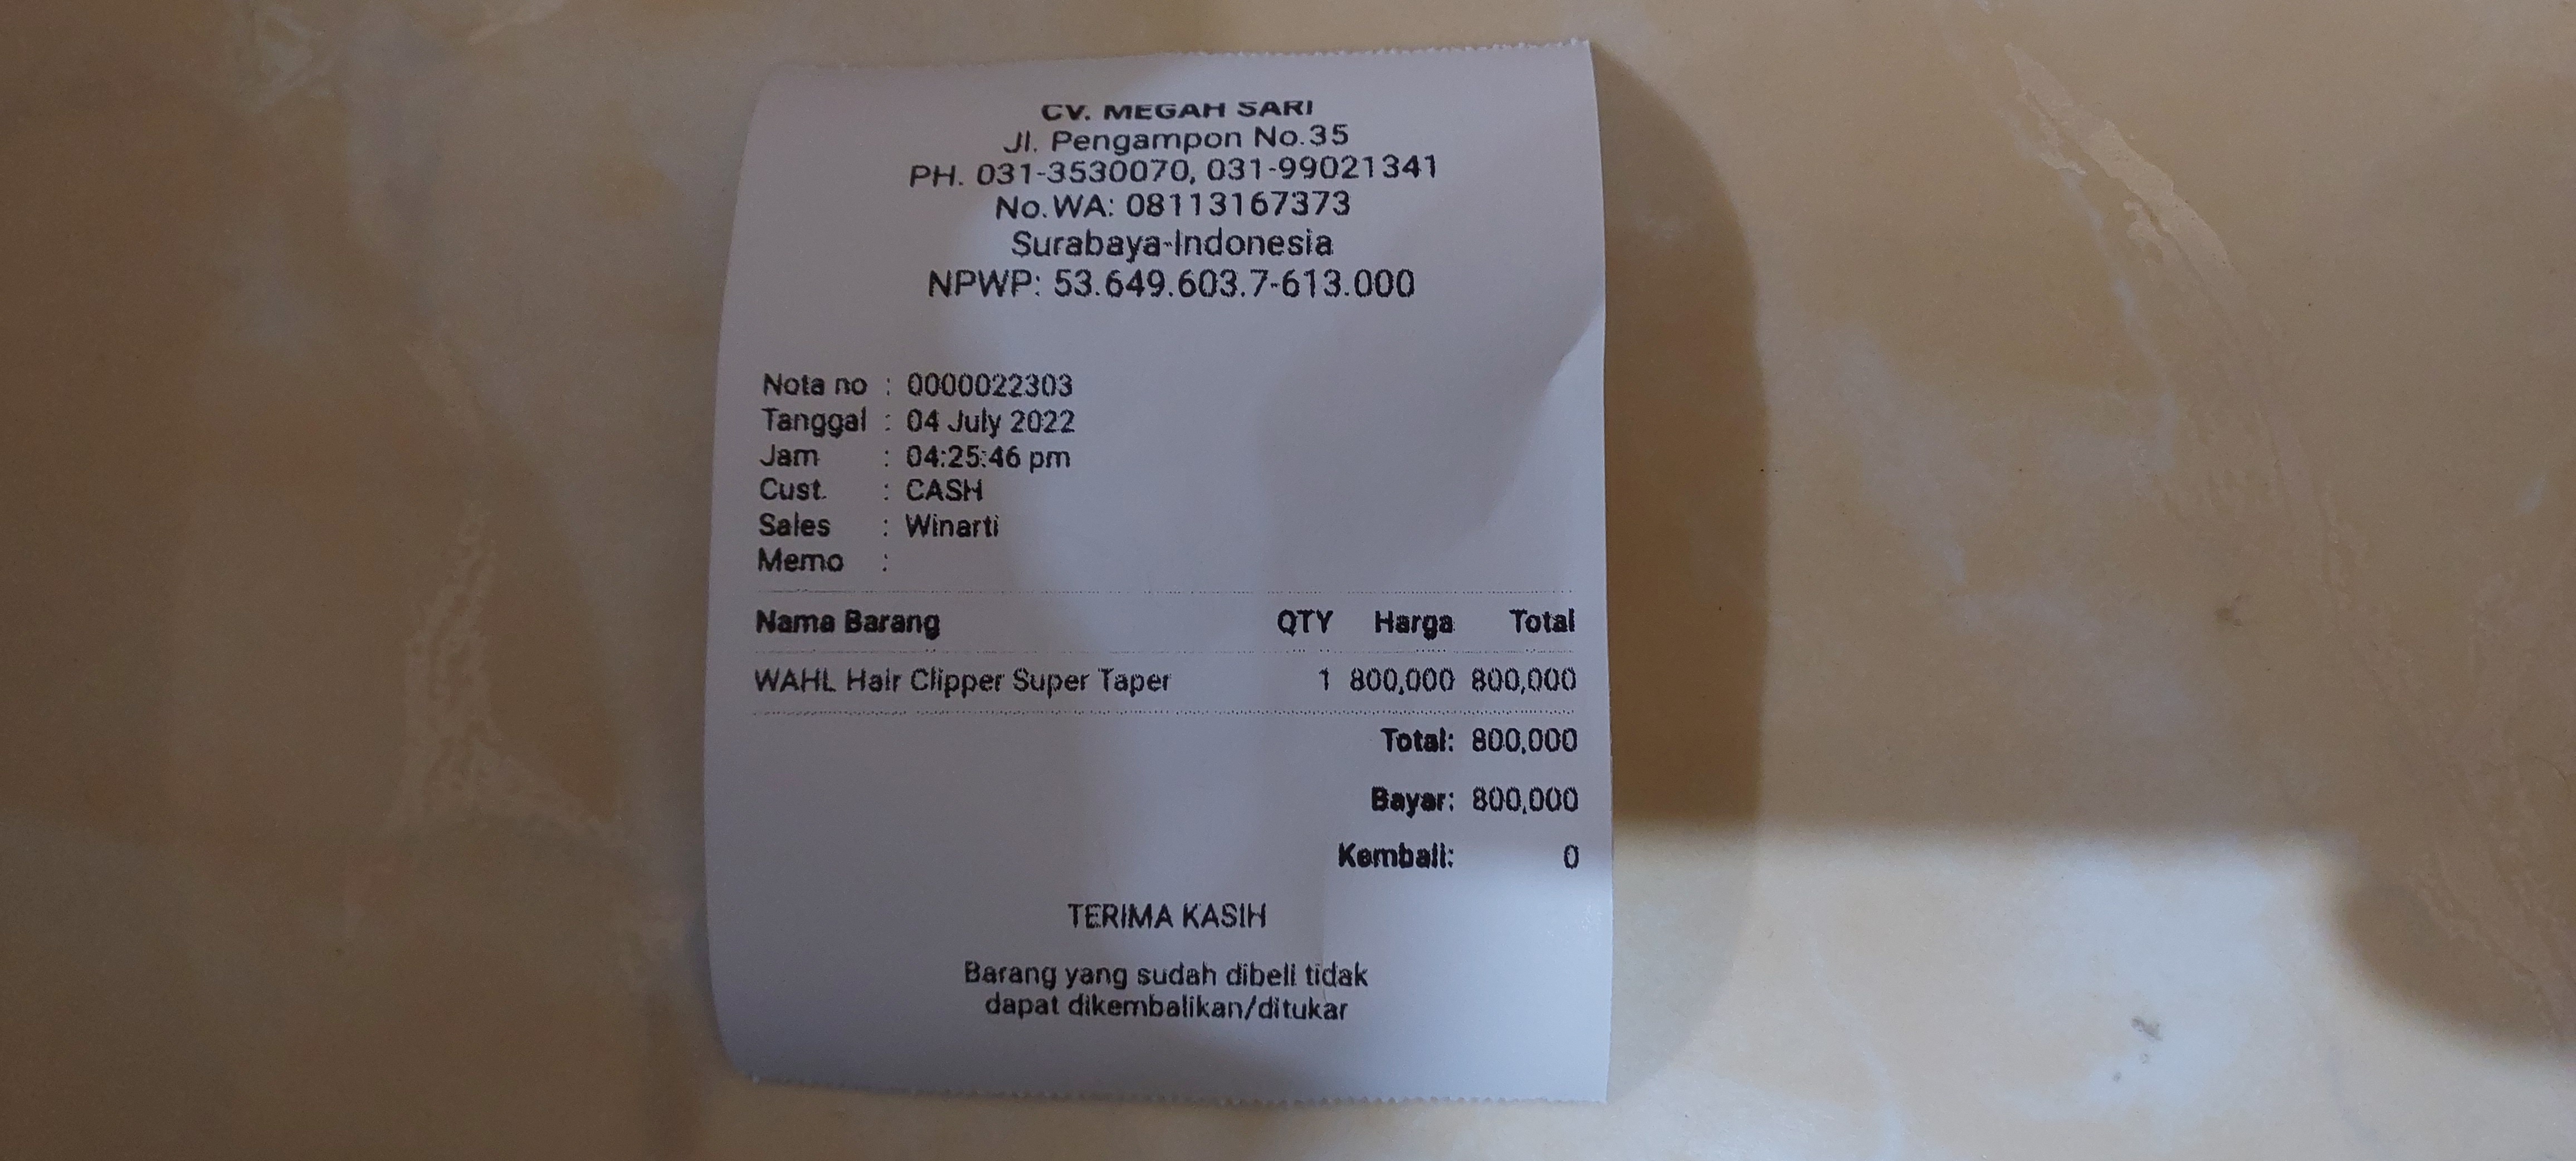 CV. MEGAH SARI
Jl. Pengampon No.35
PH. 031-3530070, 031-99021341
No.WA: 08113167373
Surabaya-Indonesia
NPWP: 53.649.603.7-613.000
Nota no : 0000022303
Tanggal : 04 July 2022
Jam : 04:25:46 pm
Cust. : CASH
Sales : Winarti
Memo :
Nama Barang QTY Harga Total
WAHL Hair Clipper Super Taper 1 800,000 800,000
Total: 800,000
Bayar: 800,000
Kembali: 0
TERIMA KASIH
Barang yang sudah dibeli tidak
dapat dikembalikan/ditukar